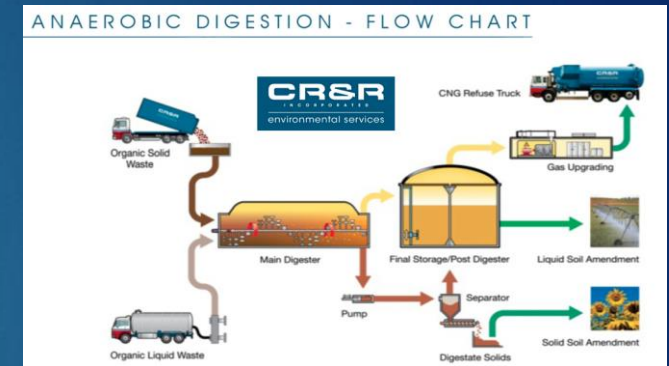 ANAEROBIC DIGESTION - FLOW CHART
CR&R
INCORPORATED
environmental services
CNG Refuse Truck
Organic Solid
Waste
Gas Upgrading
Main Digester
Final Storage/Post Digester
Liquid Soil Amendment
Pump
Separator
Organic Liquid Waste
Digestate Solids
Solid Soil Amendment